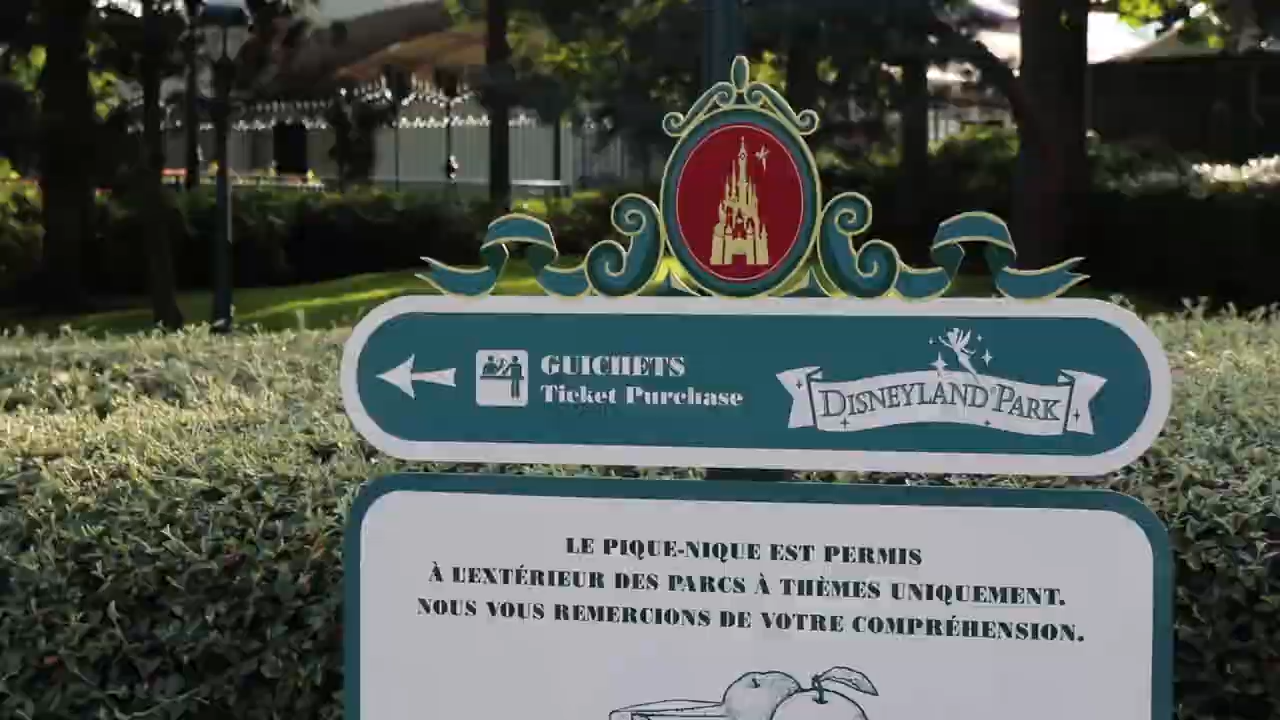 GUICHETS
Ticket Purchase
DISNEYLAND PARK
LE PIQUE-NIQUE EST PERMIS
À L'EXTÉRIEUR DES PARCS À THÈMES UNIQUEMENT.
NOUS VOUS REMERCIONS DE VOTRE COMPRÉHENSION.